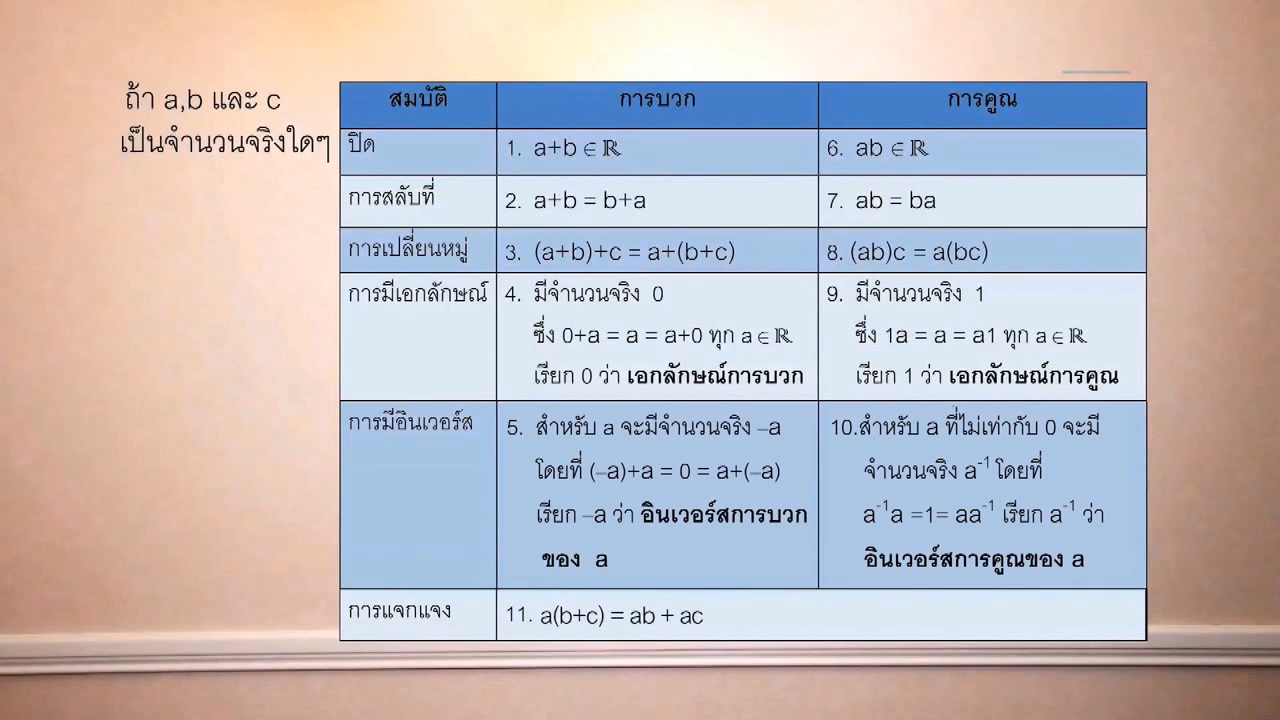 ถ้า a,b และ c
เป็นจำนวนจริงใดๆ
สมบัติ การบวก การคูณ
ปิด 1. a+b ∈ ℝ 6. ab ∈ ℝ
การสลับที่ 2. a+b = b+a 7. ab = ba
การเปลี่ยนหมู่ 3. (a+b)+c = a+(b+c) 8. (ab)c = a(bc)
การมีเอกลักษณ์ 4. มีจำนวนจริง 0 9. มีจำนวนจริง 1
ซึ่ง 0+a = a = a+0 ทุก a ∈ ℝ ซึ่ง 1a = a = a1 ทุก a ∈ ℝ
เรียก 0 ว่า เอกลักษณ์การบวก เรียก 1 ว่า เอกลักษณ์การคูณ
การมีอินเวอร์ส 5. สำหรับ a จะมีจำนวนจริง –a 10.สำหรับ a ที่ไม่เท่ากับ 0 จะมี
โดยที่ (–a)+a = 0 = a+(–a) จำนวนจริง a⁻¹ โดยที่
เรียก –a ว่า อินเวอร์สการบวก a⁻¹a =1= aa⁻¹ เรียก a⁻¹ ว่า
ของ a อินเวอร์สการคูณของ a
การแจกแจง 11. a(b+c) = ab + ac